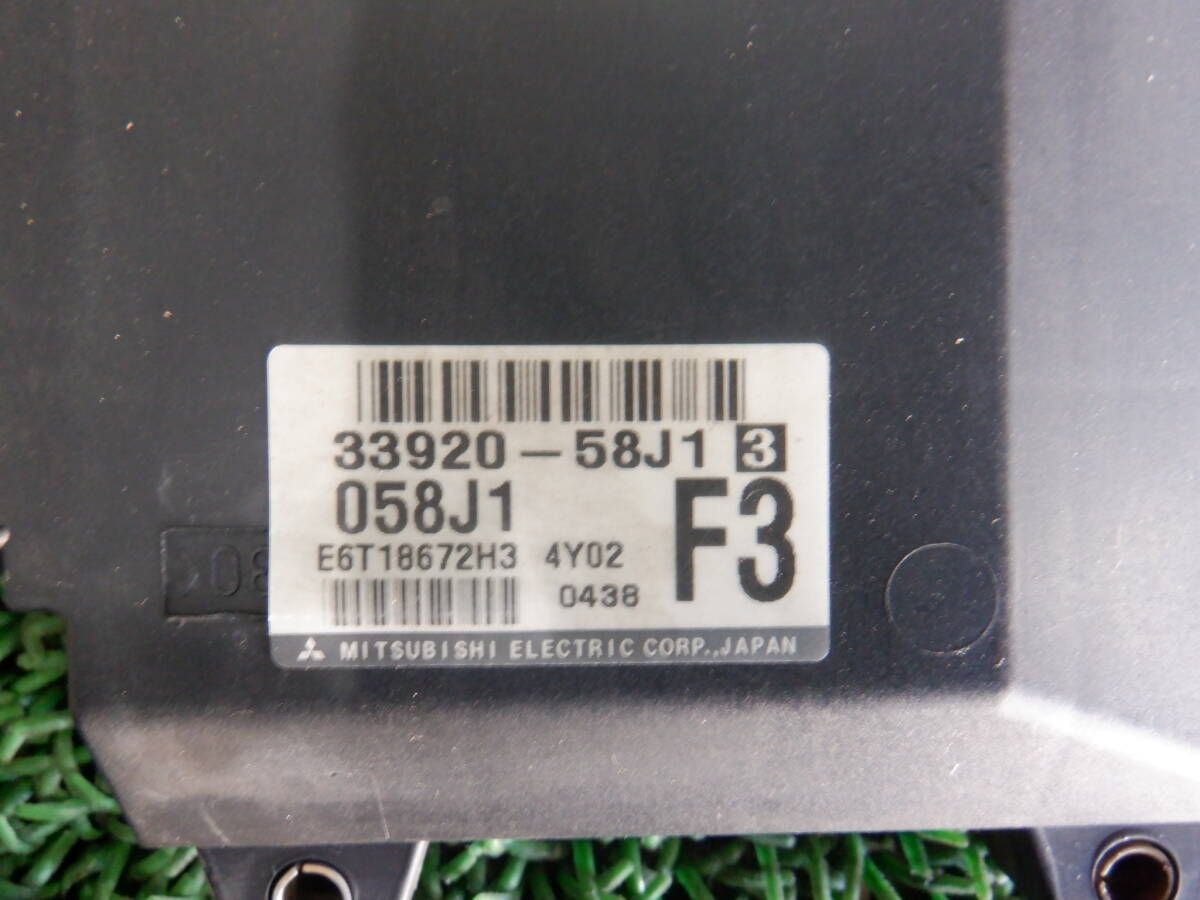 33920-58J1 3
058J1
F3
E6T18672H3 4Y02
0438
MITSUBISHI ELECTRIC CORP.,JAPAN